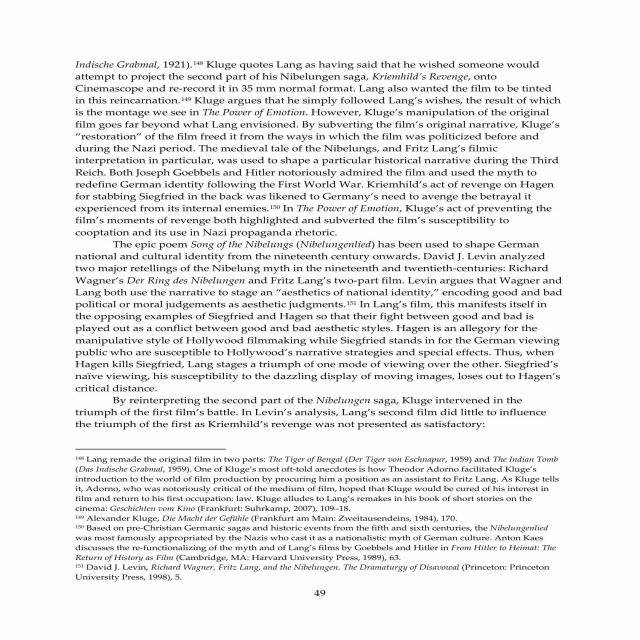 Indische Grabmal, 1921).148 Kluge quotes Lang as having said that he wished someone would
attempt to project the second part of his Nibelungen saga, Kriemhild's Revenge, onto
Cinemascope and re-record it in 35 mm normal format. Lang also wanted the film to be tinted
in this reincarnation.149 Kluge argues that he simply followed Lang's wishes, the result of which
is the montage we see in The Power of Emotion. However, Kluge's manipulation of the original
film goes far beyond what Lang envisioned. By subverting the film's original narrative, Kluge's
"restoration" of the film freed it from the ways in which the film was politicized before and
during the Nazi period. The medieval tale of the Nibelungs, and Fritz Lang's filmic
interpretation in particular, was used to shape a particular historical narrative during the Third
Reich. Both Joseph Goebbels and Hitler notoriously admired the film and used the myth to
redefine German identity following the First World War. Kriemhild's act of revenge on Hagen
for stabbing Siegfried in the back was likened to Germany's need to avenge the betrayal it
experienced from its internal enemies.150 In The Power of Emotion, Kluge's act of preventing the
film's moments of revenge both highlighted and subverted the film's susceptibility to
cooptation and its use in Nazi propaganda rhetoric.
The epic poem Song of the Nibelungs (Nibelungenlied) has been used to shape German
national and cultural identity from the nineteenth century onwards. David J. Levin analyzed
two major retellings of the Nibelung myth in the nineteenth and twentieth-centuries: Richard
Wagner's Der Ring des Nibelungen and Fritz Lang's two-part film. Levin argues that Wagner and
Lang both use the narrative to stage an "aesthetics of national identity," encoding good and bad
political or moral judgements as aesthetic judgments.151 In Lang's film, this manifests itself in
the opposing examples of Siegfried and Hagen so that their fight between good and bad is
played out as a conflict between good and bad aesthetic styles. Hagen is an allegory for the
manipulative style of Hollywood filmmaking while Siegfried stands in for the German viewing
public who are susceptible to Hollywood's narrative strategies and special effects. Thus, when
Hagen kills Siegfried, Lang stages a triumph of one mode of viewing over the other. Siegfried's
naïve viewing, his susceptibility to the dazzling display of moving images, loses out to Hagen's
critical distance.
By reinterpreting the second part of the Nibelungen saga, Kluge intervened in the
triumph of the first film's battle. In Levin's analysis, Lang's second film did little to influence
the triumph of the first as Kriemhild's revenge was not presented as satisfactory:
148 Lang remade the original film in two parts: The Tiger of Bengal (Der Tiger von Eschnapur, 1959) and The Indian Tomb
(Das Indische Grabmal, 1959). One of Kluge's most oft-told anecdotes is how Theodor Adorno facilitated Kluge's
introduction to the world of film production by procuring him a position as an assistant to Fritz Lang. As Kluge tells
it, Adorno, who was notoriously critical of the medium of film, hoped that Kluge would be cured of his interest in
film and return to his first occupation: law. Kluge alludes to Lang's remakes in his book of short stories on the
cinema: Geschichten vom Kino (Frankfurt: Suhrkamp, 2007), 109–18.
149 Alexander Kluge, Die Macht der Gefühle (Frankfurt am Main: Zweitausendeins, 1984), 170.
150 Based on pre-Christian Germanic sagas and historic events from the fifth and sixth centuries, the Nibelungenlied
was most famously appropriated by the Nazis who cast it as a nationalistic myth of German culture. Anton Kaes
discusses the re-functionalizing of the myth and of Lang's films by Goebbels and Hitler in From Hitler to Heimat: The
Return of History as Film (Cambridge, MA: Harvard University Press, 1989), 63.
151 David J. Levin, Richard Wagner, Fritz Lang, and the Nibelungen. The Dramaturgy of Disavowal (Princeton: Princeton
University Press, 1998), 5.
49